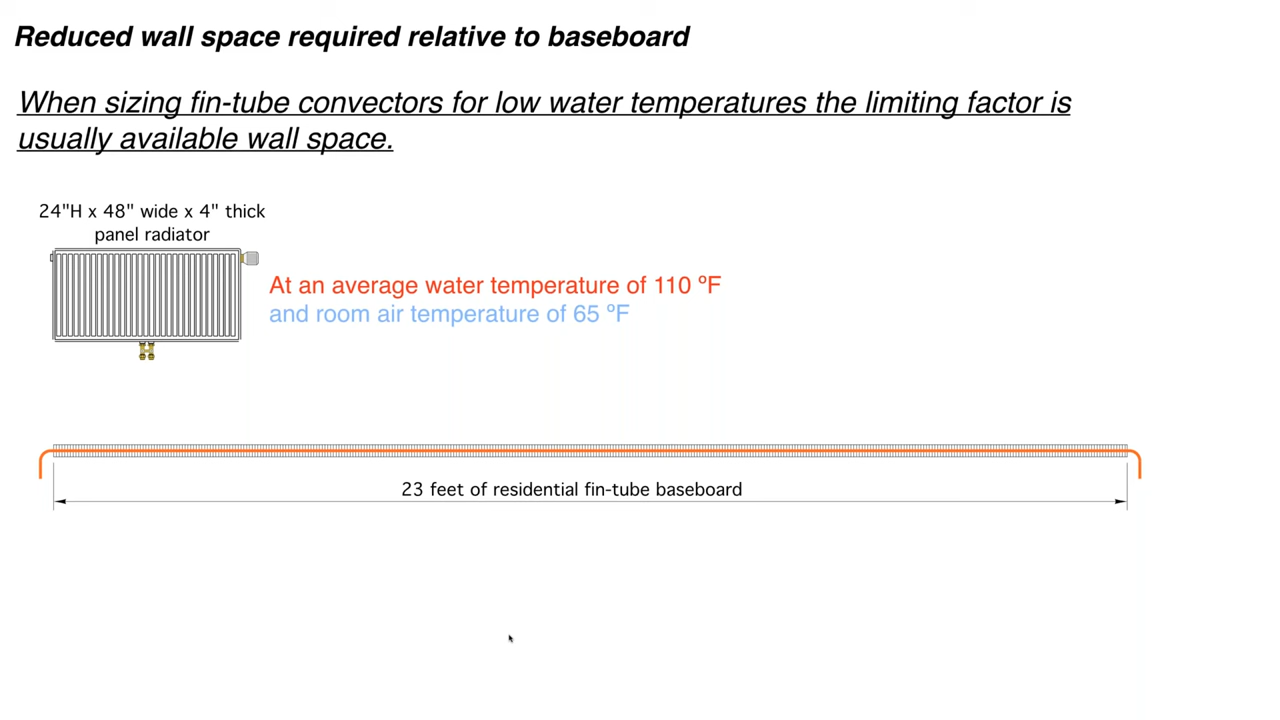 Reduced wall space required relative to baseboard
When sizing fin-tube convectors for low water temperatures the limiting factor is
usually available wall space.
24"H x 48" wide x 4" thick
panel radiator
At an average water temperature of 110 ºF
and room air temperature of 65 ºF
23 feet of residential fin-tube baseboard